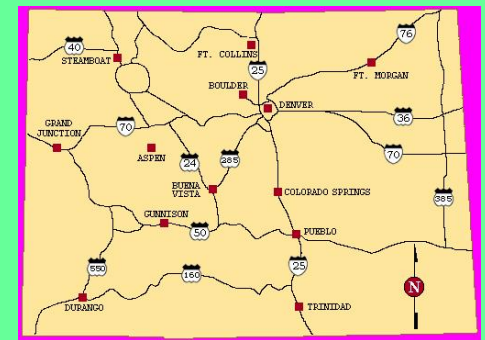 76
40
FT. COLLINS
STEAMBOAT
25
FT. MORGAN
BOULDER
DENVER
36
GRAND
JUNCTION
70
ASPEN
24
285
70
BUENA
VISTA
COLORADO SPRINGS
385
GUNNISON
50
PUEBLO
550
160
25
N
DURANGO
TRINIDAD